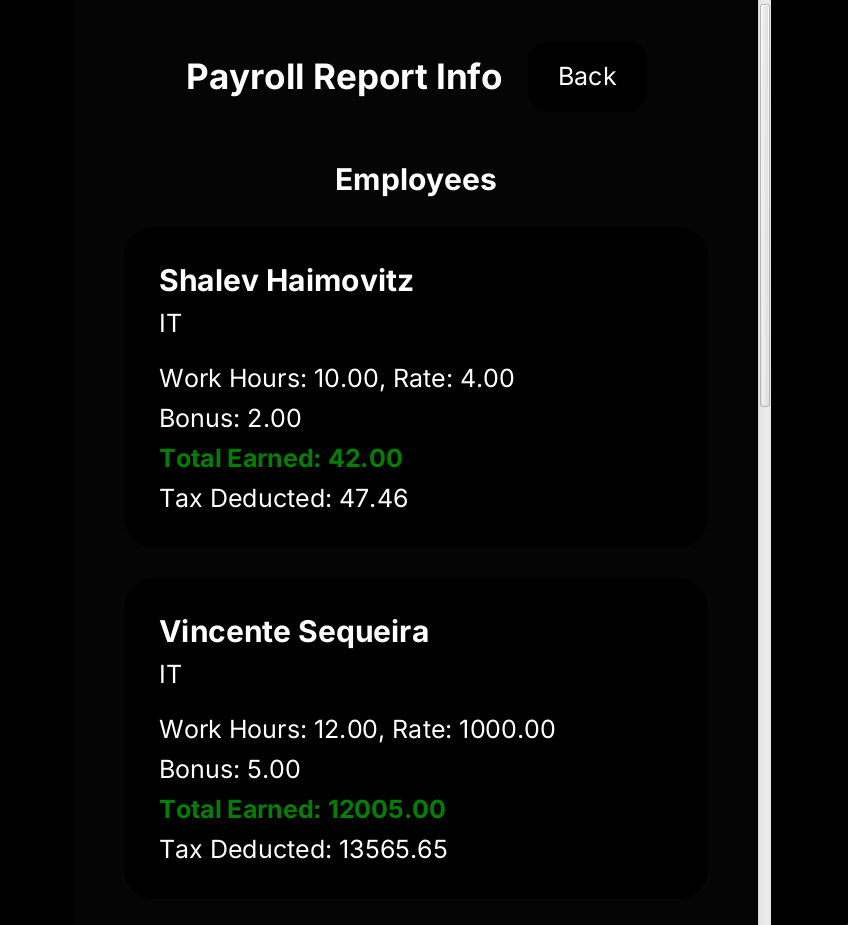 Payroll Report Info
Back
Employees
Shalev Haimovitz
IT
Work Hours: 10.00, Rate: 4.00
Bonus: 2.00
Total Earned: 42.00
Tax Deducted: 47.46
Vincente Sequeira
IT
Work Hours: 12.00, Rate: 1000.00
Bonus: 5.00
Total Earned: 12005.00
Tax Deducted: 13565.65